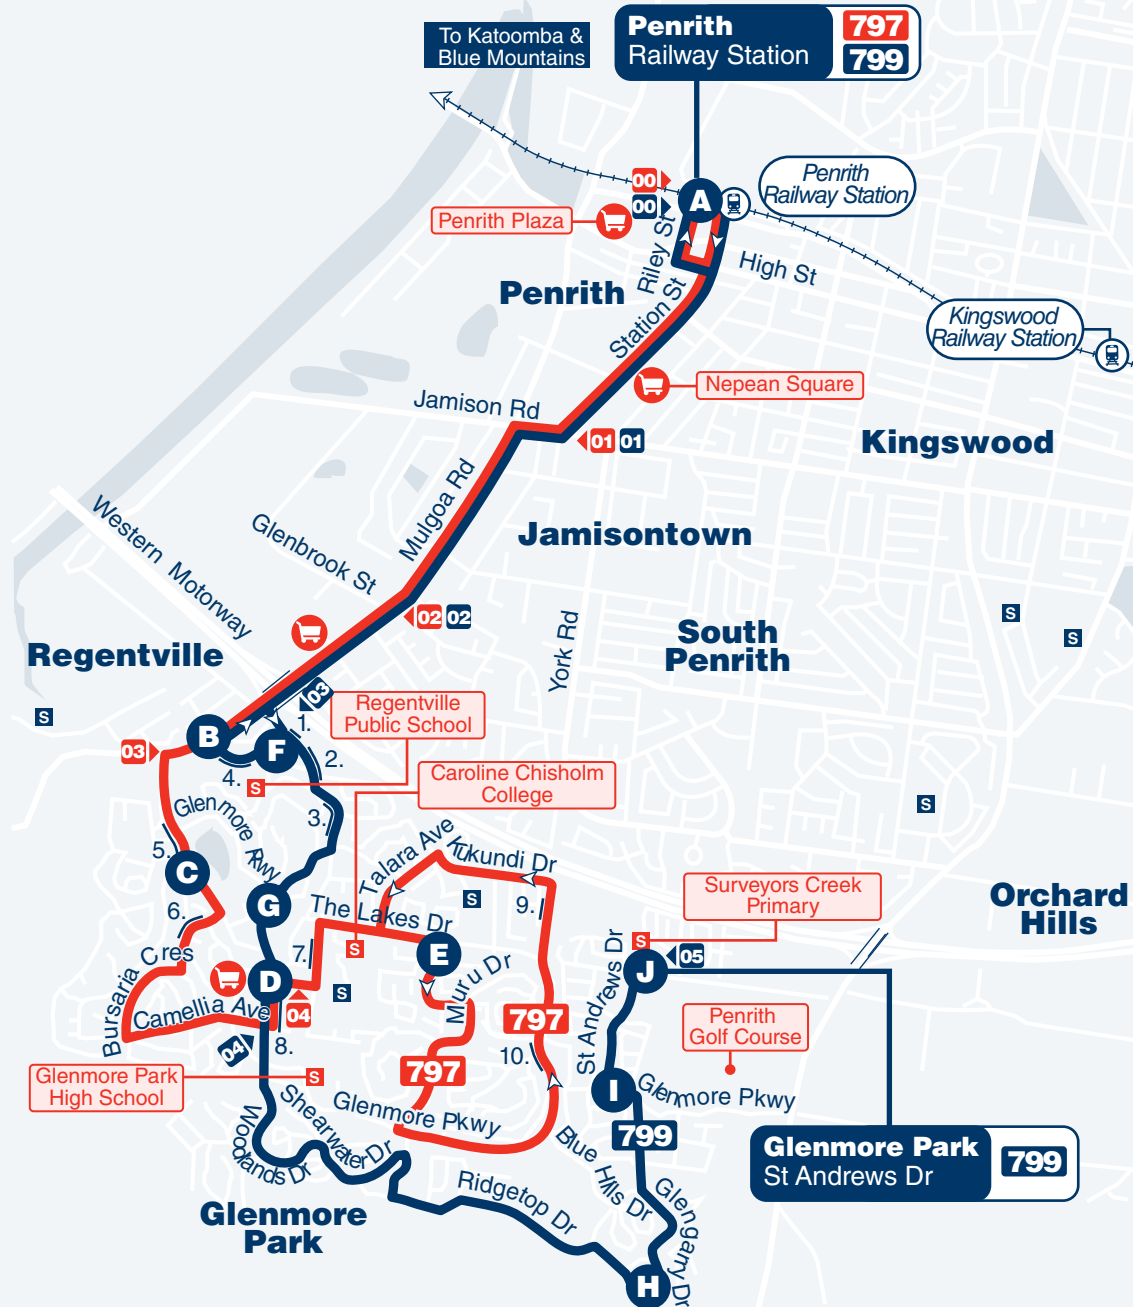 To Katoomba &
Blue Mountains
Penrith
Railway Station
797
799
00
00
A
Penrith
Railway Station
Penrith Plaza
Riley St
High St
Penrith
Station St
Kingswood
Railway Station
Nepean Square
Jamison Rd
01 01
Kingswood
Mulgoa Rd
Western Motorway
Glenbrook St
Jamisontown
02 02
York Rd
South
Penrith
S
S
Regentville
S
03
Regentville
Public School
B
F
1.
2.
03
4.
S
Caroline Chisholm
College
Glenmore Pkwy
3.
S
5.
C
Talara Ave
Kukundi Dr
6.
G
The Lakes Dr
S
9.
Surveyors Creek
Primary
Orchard
Hills
Bursaria Cres
7.
S
E
Muru Dr
St Andrews Dr
S
J
05
D
S
Camellia Ave
04
797
Penrith
Golf Course
04
8.
10.
Glenmore Park
High School
S
797
I
Glenmore Pkwy
Woodlands Dr
Shearwater Dr
Glenmore Pkwy
799
Blue Hills Dr
Glenmore Park
St Andrews Dr
799
Glenmore
Park
Ridgetop Dr
Glengarry Dr
H